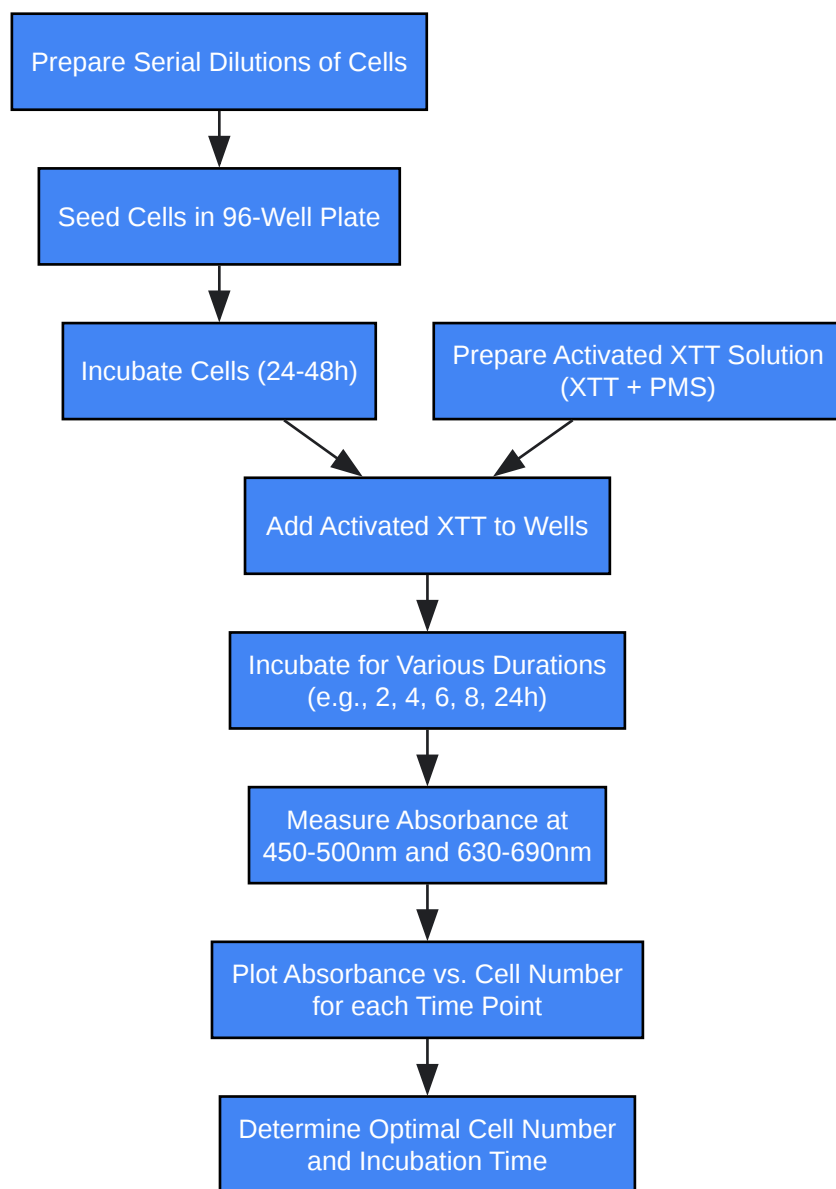 Prepare Serial Dilutions of Cells
Seed Cells in 96-Well Plate
Incubate Cells (24-48h)
Prepare Activated XTT Solution
(XTT + PMS)
Add Activated XTT to Wells
Incubate for Various Durations
(e.g., 2, 4, 6, 8, 24h)
Measure Absorbance at
450-500nm and 630-690nm
Plot Absorbance vs. Cell Number
for each Time Point
Determine Optimal Cell Number
and Incubation Time